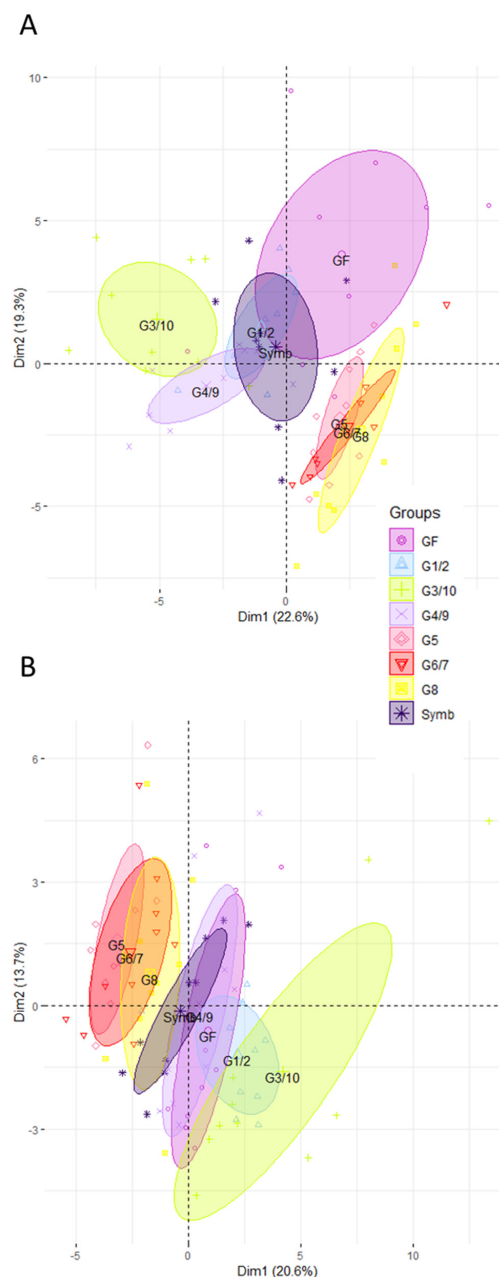 A
10
5
Dim2 (19.3%)
0
-5
GF
G3/10
G1/2
Symb
G4/9
G5
G6/7
G8
-5
0
5
10
Dim1 (22.6%)
Groups
GF
G1/2
G3/10
G4/9
G5
G6/7
G8
Symb
B
6
3
Dim2 (13.7%)
0
-3
G5
G6/7
G8
Symb
G4/9
GF
G1/2
G3/10
-5
0
5
10
Dim1 (20.6%)